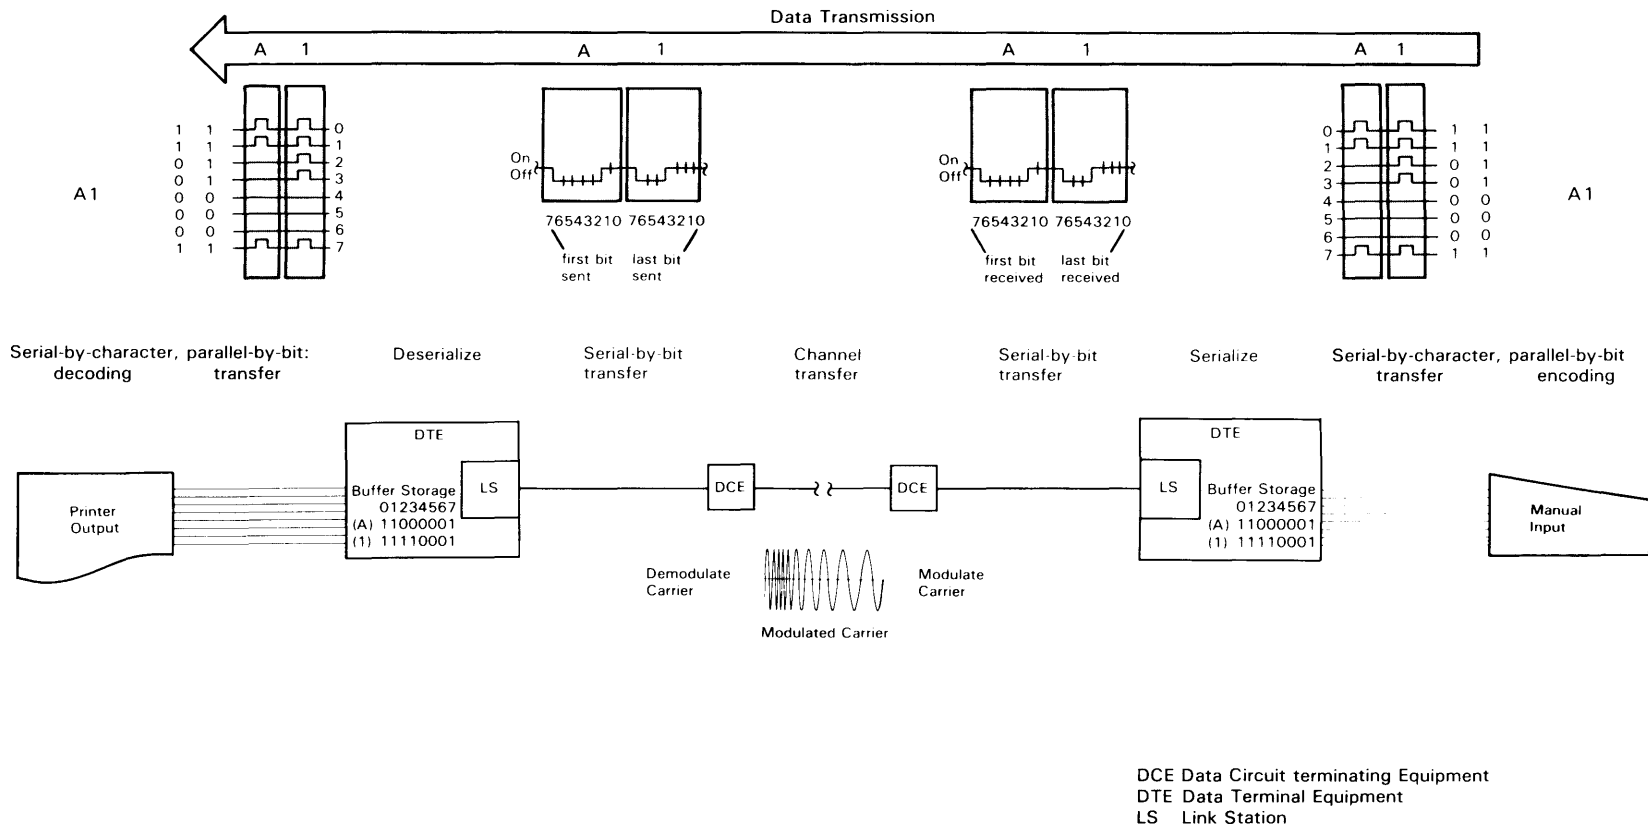 Data Transmission
A 1 A 1 A 1 A 1
1 1 0 0 1 1
1 1 1 1 1 1
0 1 2 2 0 1
0 1 3 3 0 1
0 0 4 4 0 0
0 0 5 5 0 0
0 0 6 6 0 0
1 1 7 7 1 1
A1
On
Off
On
Off
A1
76543210 76543210
76543210 76543210
first bit sent
last bit sent
first bit received
last bit received
Serial-by-character, parallel-by-bit:
decoding transfer
Deserialize
Serial-by-bit
transfer
Channel
transfer
Serial-by-bit
transfer
Serialize
Serial-by-character, parallel-by-bit
transfer encoding
Printer
Output
DTE
LS
Buffer Storage
01234567
(A) 11000001
(1) 11110001
DCE
DCE
DTE
LS
Buffer Storage
01234567
(A) 11000001
(1) 11110001
Manual
Input
Demodulate
Carrier
Modulate
Carrier
Modulated Carrier
DCE Data Circuit terminating Equipment
DTE Data Terminal Equipment
LS Link Station